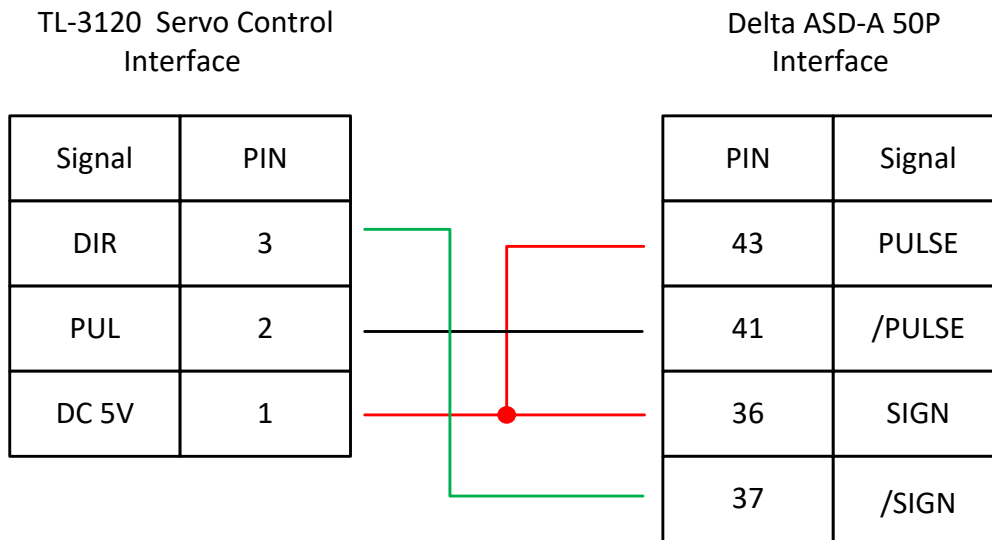 TL-3120 Servo Control
Interface
Signal PIN
DIR 3
PUL 2
DC 5V 1
Delta ASD-A 50P
Interface
PIN Signal
43 PULSE
41 /PULSE
36 SIGN
37 /SIGN